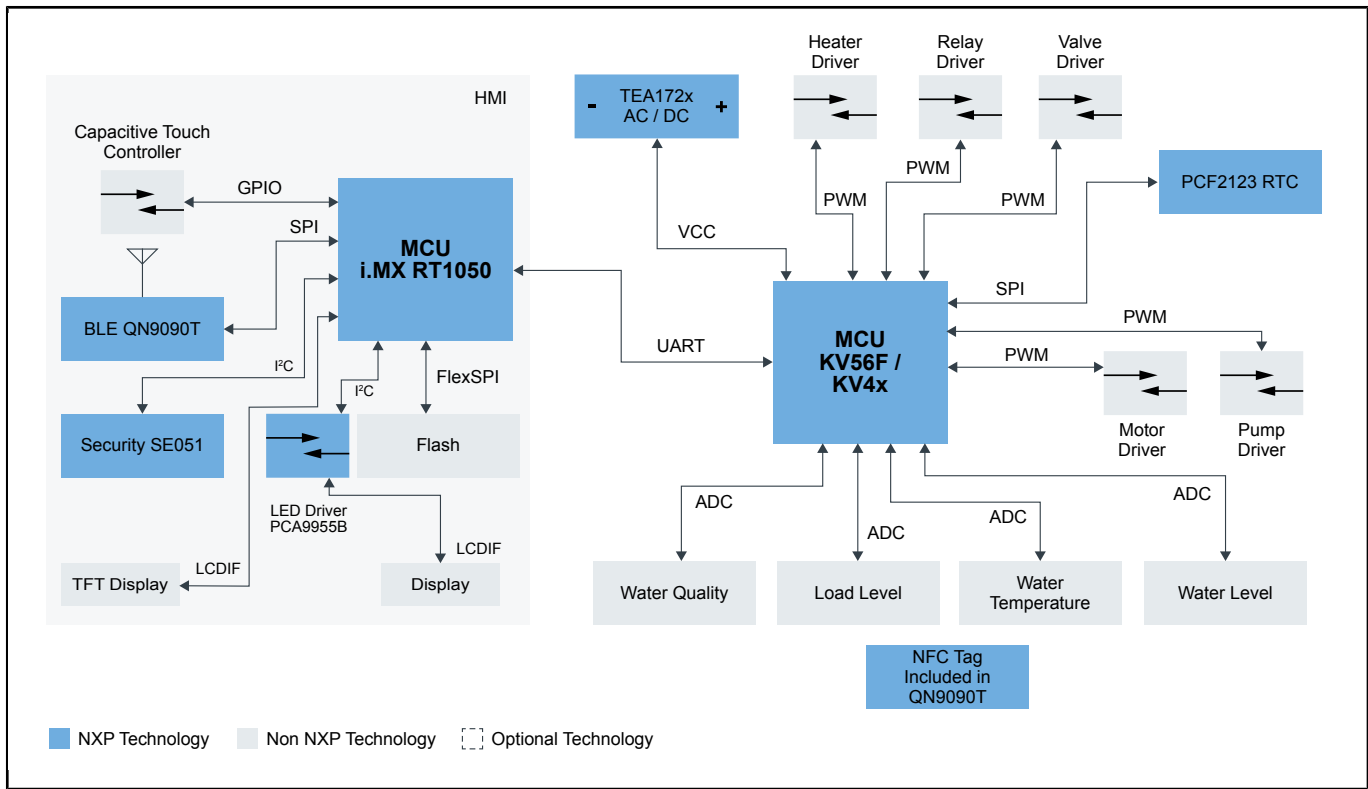 HMI
Capacitive Touch
Controller
GPIO
SPI
MCU
i.MX RT1050
BLE QN9090T
I²C
Security SE051
I²C
FlexSPI
Flash
LED Driver
PCA9955B
LCDIF
TFT Display
LCDIF
Display
UART
- TEA172x +
AC / DC
VCC
Heater
Driver
PWM
Relay
Driver
PWM
Valve
Driver
PWM
PCF2123 RTC
SPI
MCU
KV56F /
KV4x
PWM
PWM
Motor
Driver
Pump
Driver
ADC
ADC
ADC
ADC
Water Quality
Load Level
Water
Temperature
Water Level
NFC Tag
Included in
QN9090T
NXP Technology
Non NXP Technology
Optional Technology